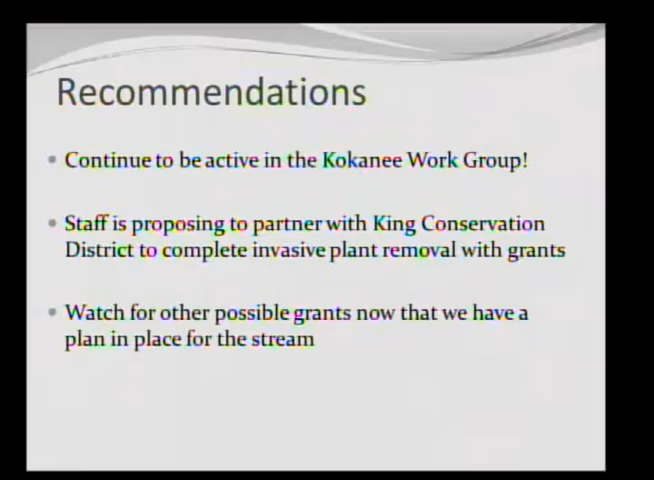 Recommendations
Continue to be active in the Kokanee Work Group!
Staff is proposing to partner with King Conservation
District to complete invasive plant removal with grants
Watch for other possible grants now that we have a
plan in place for the stream